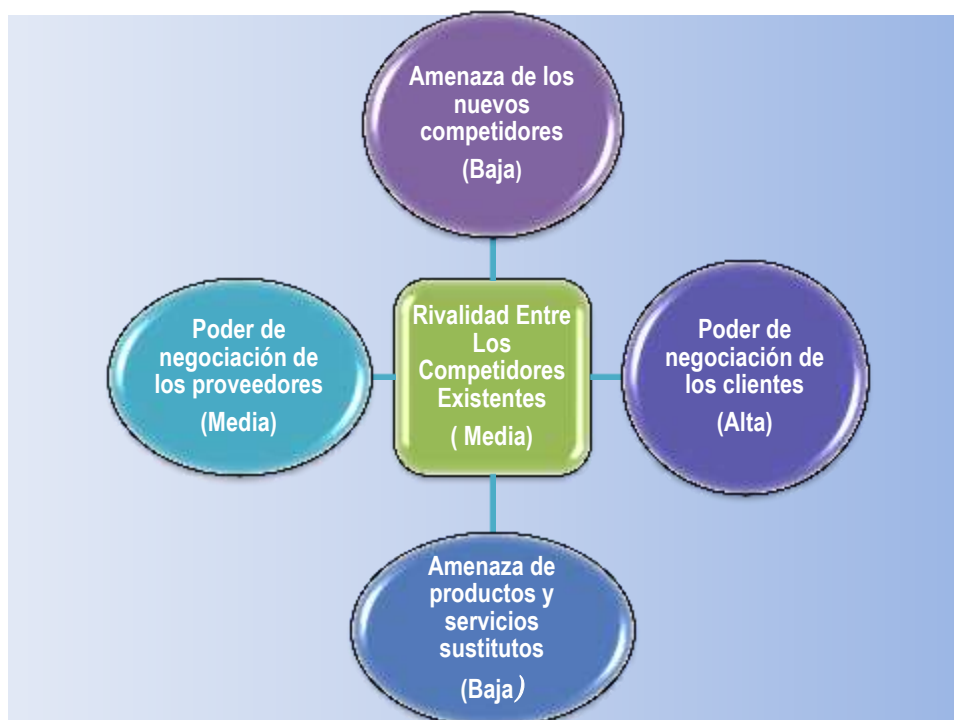 Amenaza de los
nuevos
competidores
(Baja)
Poder de
negociación de
los proveedores
(Media)
Rivalidad Entre
Los
Competidores
Existentes
( Media)
Poder de
negociación de
los clientes
(Alta)
Amenaza de
productos y
servicios
sustitutos
(Baja)